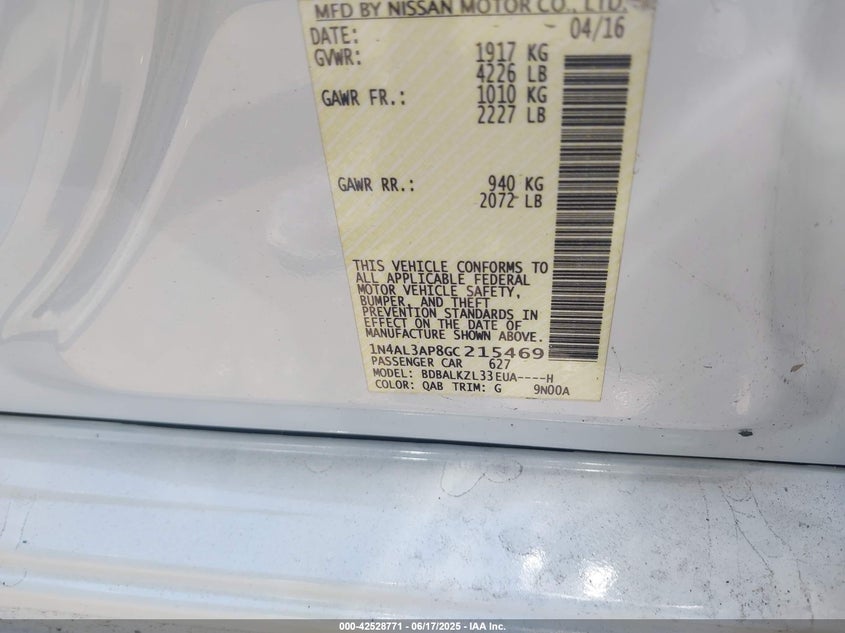 MFD BY NISSAN MOTOR CO., LTD.
DATE: 04/16
GVWR: 1917 KG
4226 LB
GAWR FR.: 1010 KG
2227 LB
GAWR RR.: 940 KG
2072 LB
THIS VEHICLE CONFORMS TO
ALL APPLICABLE FEDERAL
MOTOR VEHICLE SAFETY,
BUMPER, AND THEFT
PREVENTION STANDARDS IN
EFFECT ON THE DATE OF
MANUFACTURE SHOWN ABOVE.
1N4AL3AP8GC215469
PASSENGER CAR 627
MODEL: BDBALKZL33EUA----H
COLOR: QAB TRIM: G 9N00A
000-42528771 - 06/17/2025 - IAA Inc.